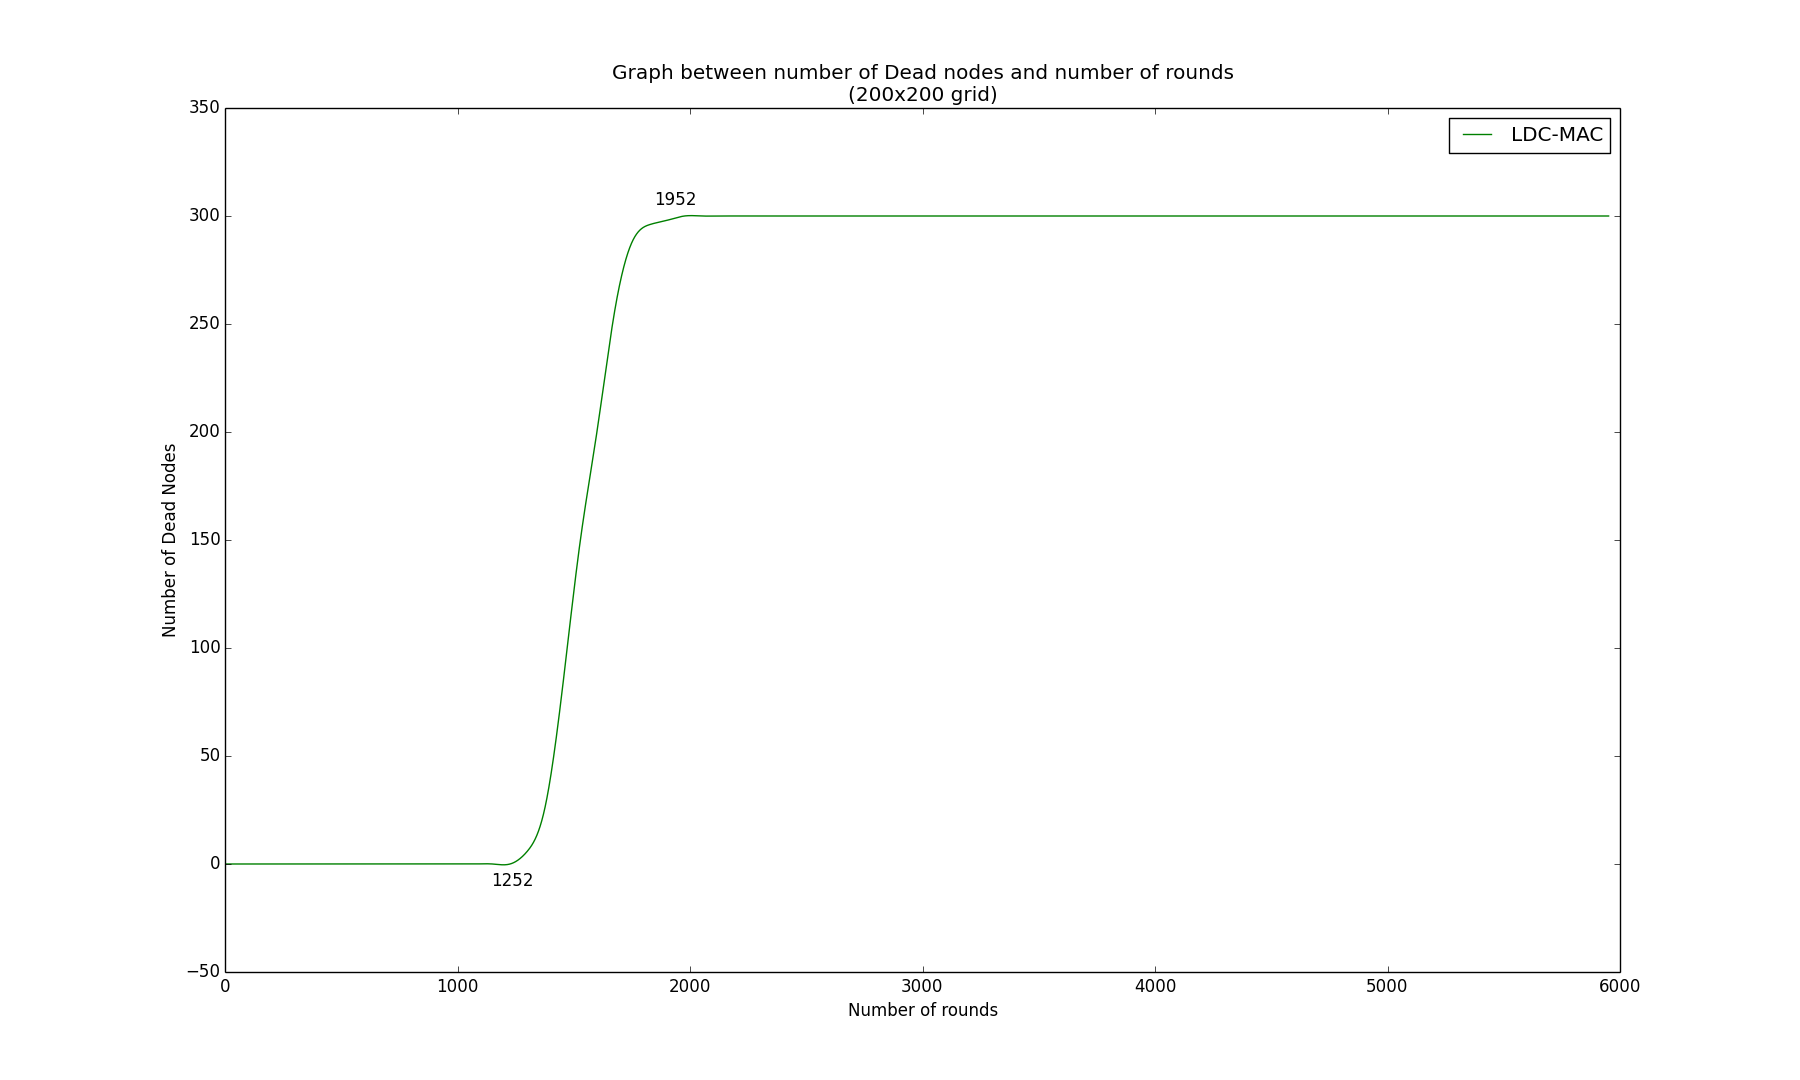 Graph between number of Dead nodes and number of rounds
(200x200 grid)
LDC-MAC
350
300
250
200
150
100
50
0
−50
1952
1252
Number of Dead Nodes
0 1000 2000 3000 4000 5000 6000
Number of rounds